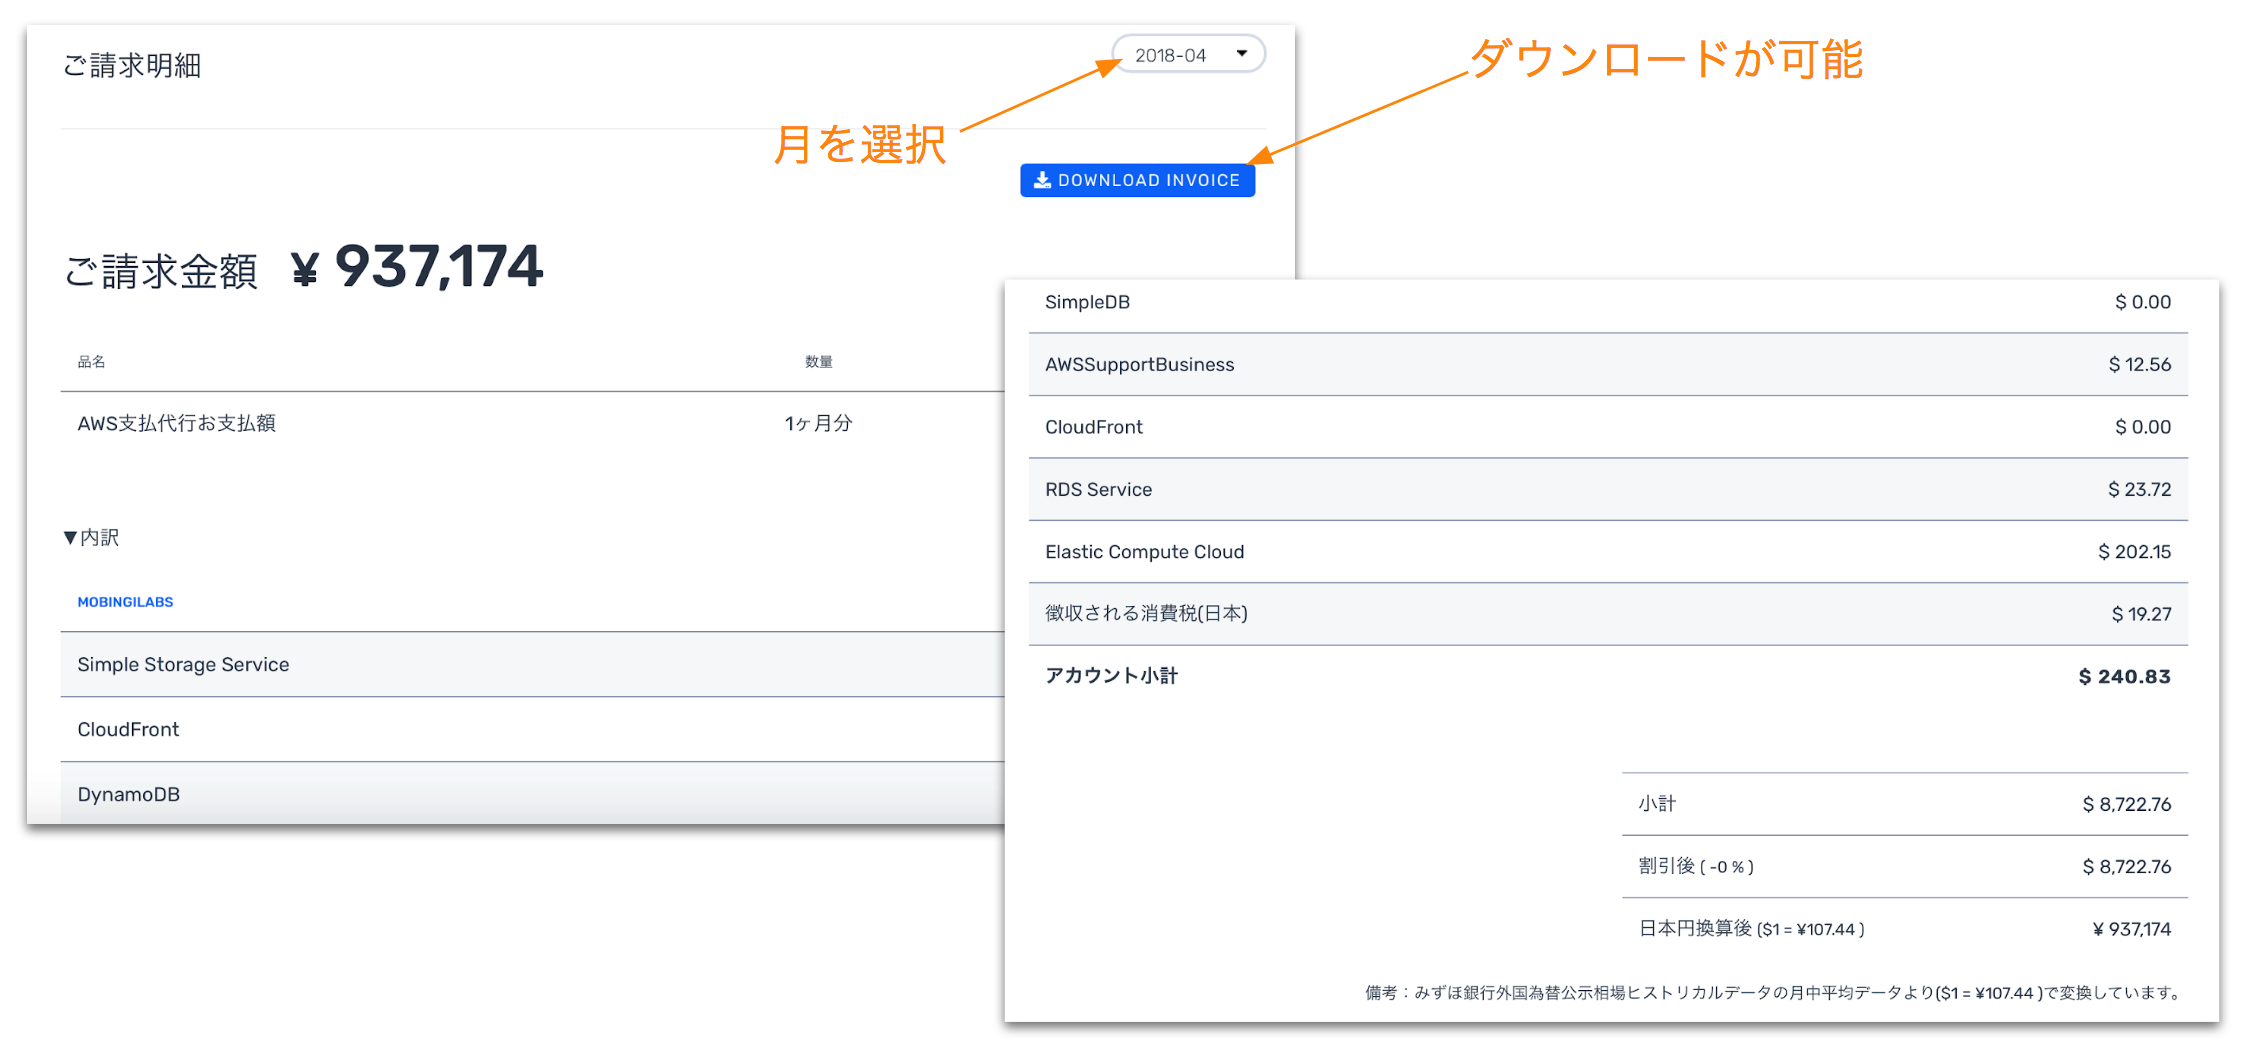 ご請求明細
2018-04
ダウンロードが可能
月を選択
DOWNLOAD INVOICE
ご請求金額 ¥ 937,174
品名 数量
AWS支払代行お支払額 1ヶ月分
▼内訳
MOBINGILABS
Simple Storage Service
CloudFront
DynamoDB
SimpleDB $ 0.00
AWSSupportBusiness $ 12.56
CloudFront $ 0.00
RDS Service $ 23.72
Elastic Compute Cloud $ 202.15
徴収される消費税(日本) $ 19.27
アカウント小計 $ 240.83
小計 $ 8,722.76
割引後 ( -0 % ) $ 8,722.76
日本円換算後 ($1 = ¥107.44 ) ¥ 937,174
備考：みずほ銀行外国為替公示相場ヒストリカルデータの月中平均データより($1 = ¥107.44 )で変換しています。